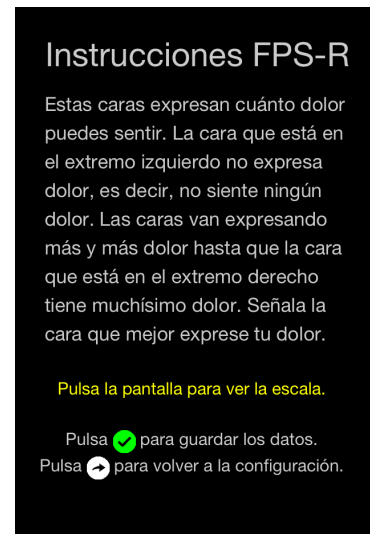 Instrucciones FPS-R
Estas caras expresan cuánto dolor
puedes sentir. La cara que está en
el extremo izquierdo no expresa
dolor, es decir, no siente ningún
dolor. Las caras van expresando
más y más dolor hasta que la cara
que está en el extremo derecho
tiene muchísimo dolor. Señala la
cara que mejor exprese tu dolor.
Pulsa la pantalla para ver la escala.
Pulsa para guardar los datos.
Pulsa para volver a la configuración.